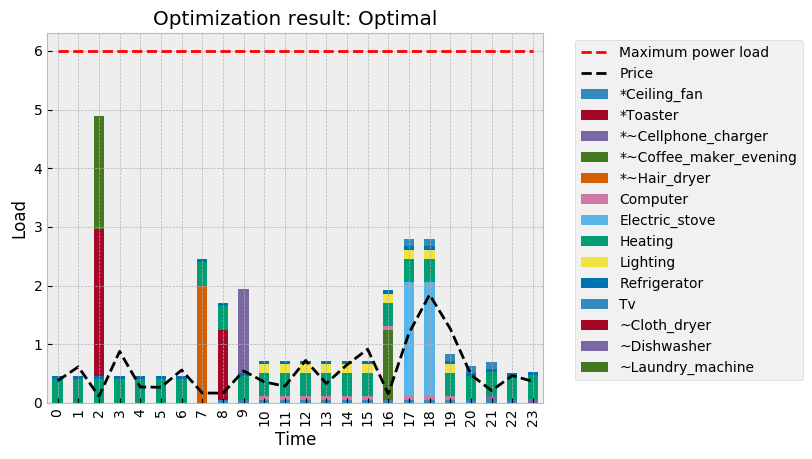 Optimization result: Optimal
6
5
4
3
2
1
0
Load
0 1 2 3 4 5 6 7 8 9 10 11 12 13 14 15 16 17 18 19 20 21 22 23
Time
Maximum power load
Price
*Ceiling_fan
*Toaster
*~Cellphone_charger
*~Coffee_maker_evening
*~Hair_dryer
Computer
Electric_stove
Heating
Lighting
Refrigerator
Tv
~Cloth_dryer
~Dishwasher
~Laundry_machine